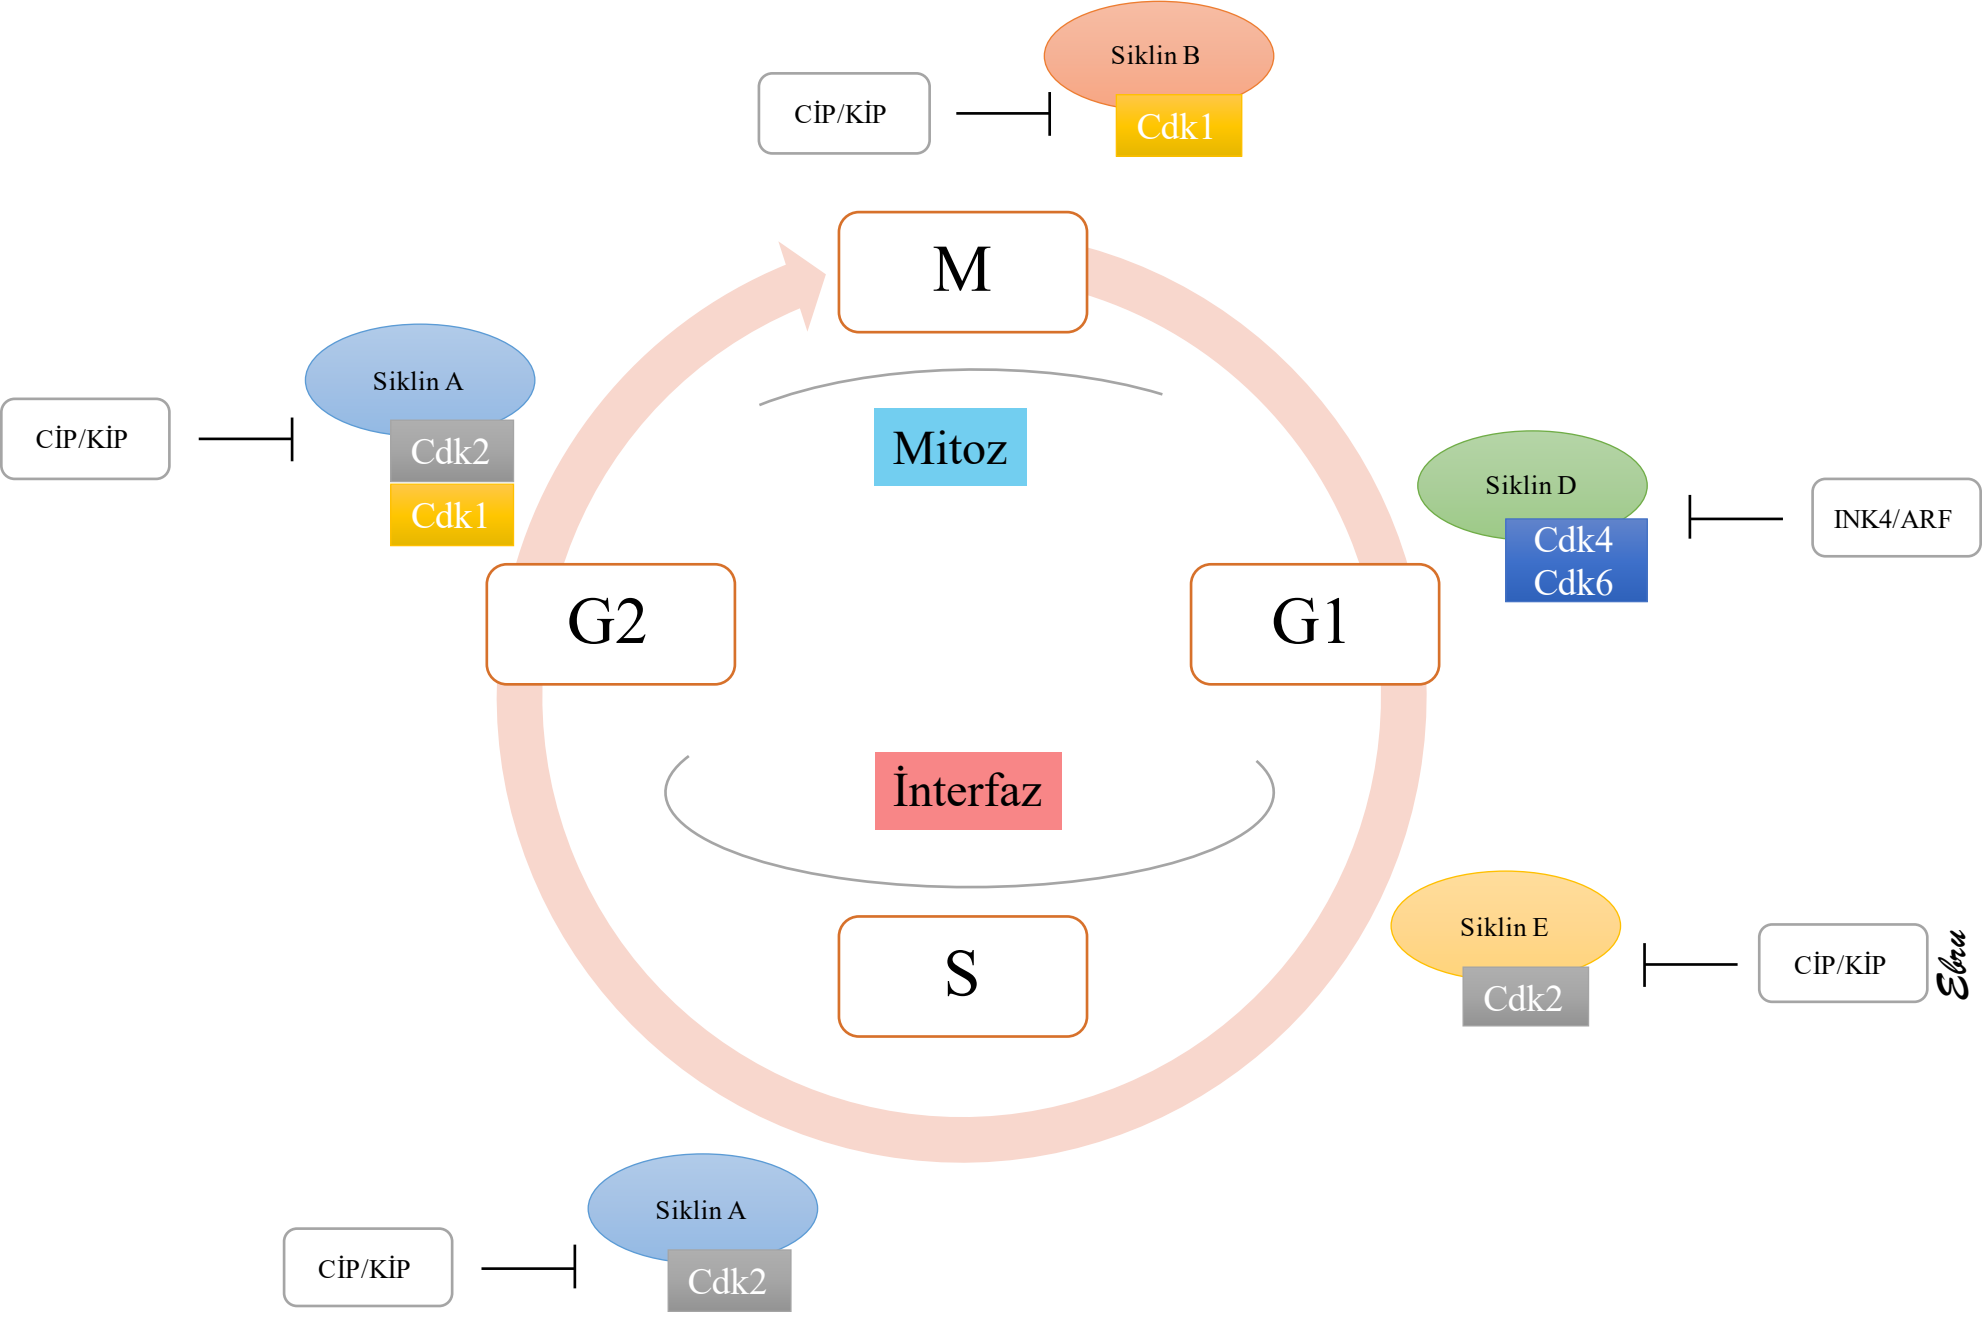 Siklin B
CİP/KİP
Cdk1
M
Siklin A
CİP/KİP
Cdk2
Cdk1
Mitoz
Siklin D
INK4/ARF
Cdk4
Cdk6
G2
G1
İnterfaz
Siklin E
CİP/KİP
Cdk2
Ebru
S
Siklin A
CİP/KİP
Cdk2